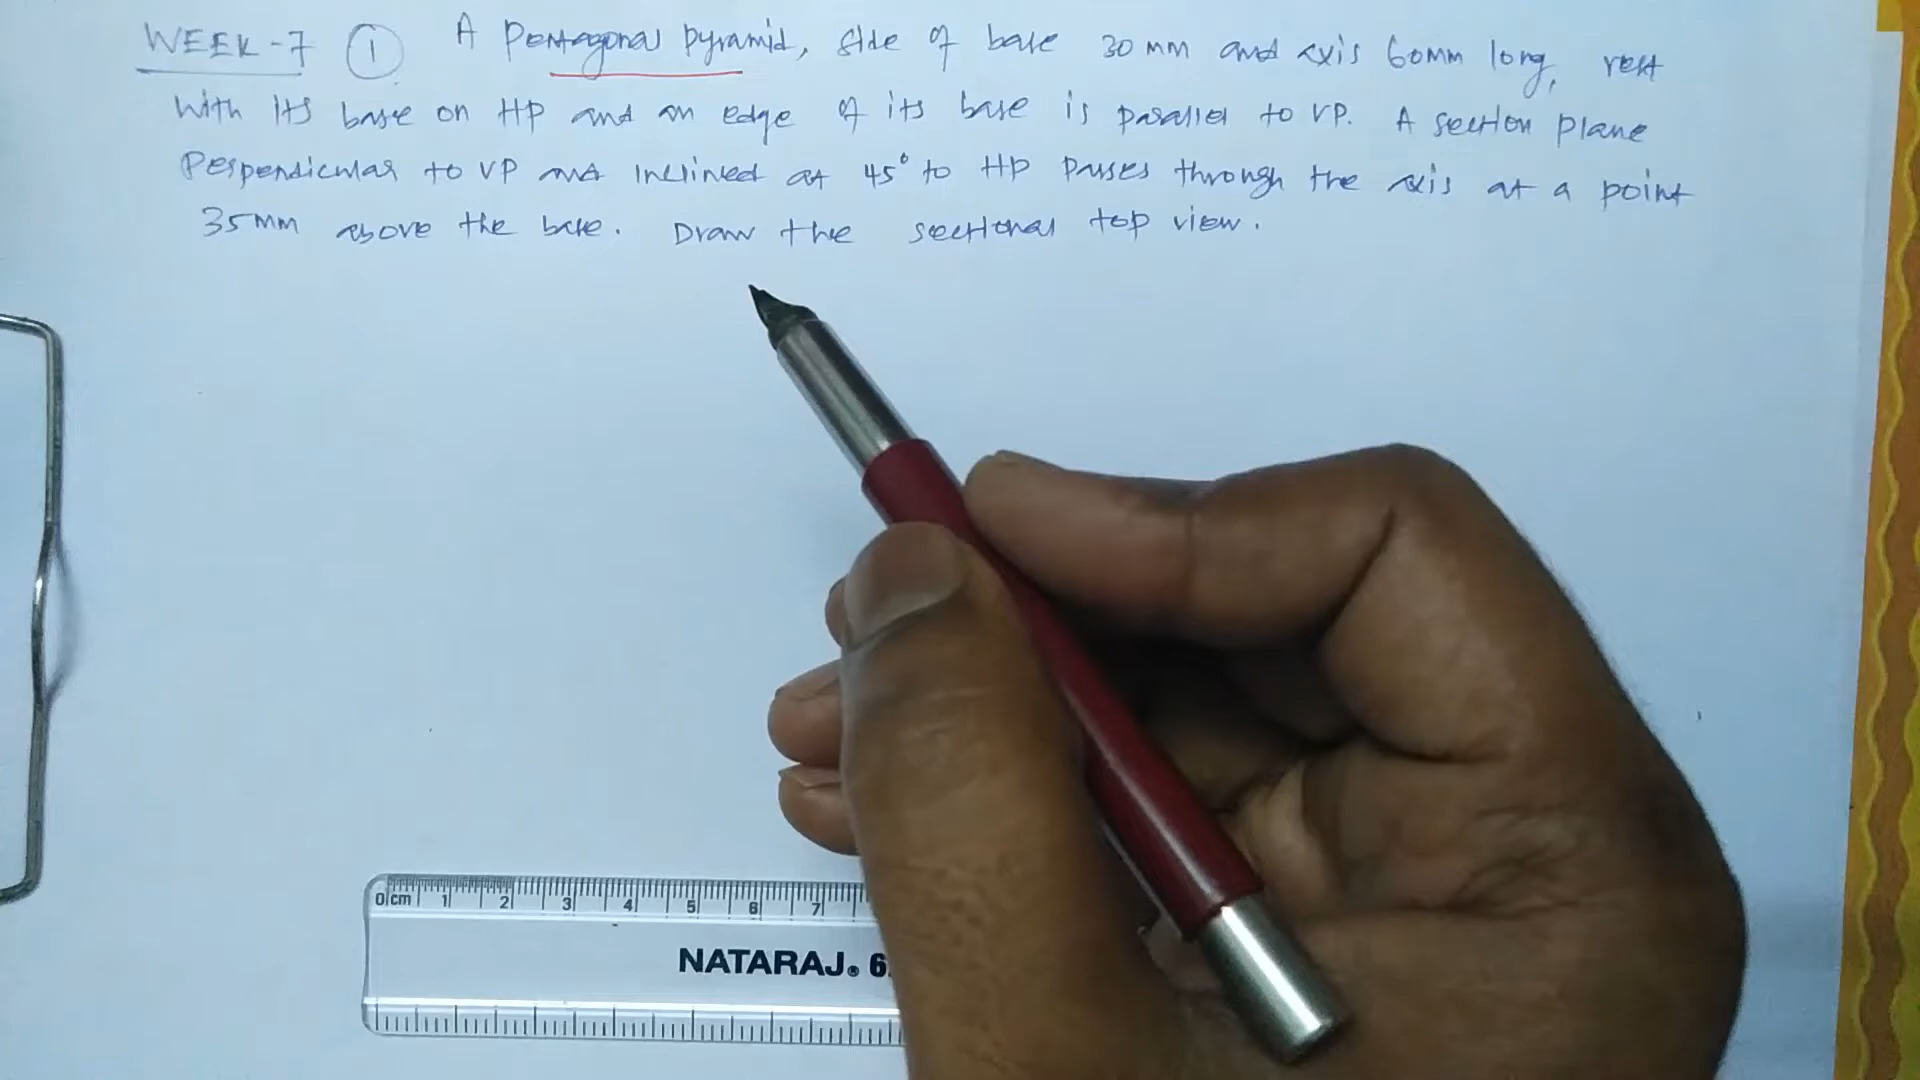 WEEK-7 ① A Pentagonal pyramid, side of base 30 mm and axis 60mm long, rest
with its base on HP and an edge of its base is parallel to VP. A section plane
Perpendicular to VP and inclined at 45° to HP passes through the axis at a point
35mm above the base. Draw the sectional top view.
0 cm 1 2 3 4 5 6 7
NATARAJ® 6